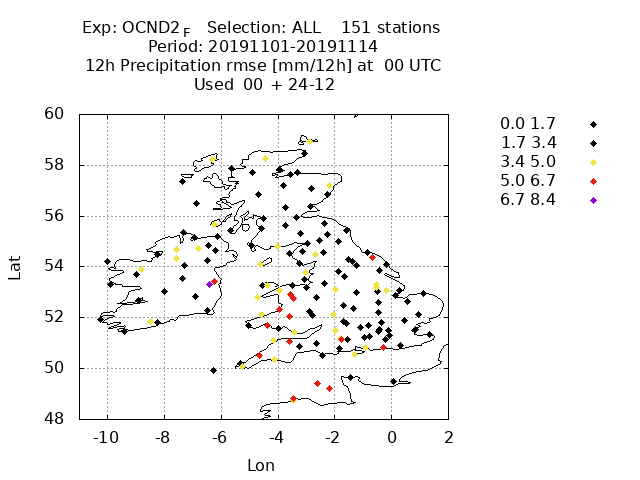 Exp: OCND2_F   Selection: ALL    151 stations
Period: 20191101-20191114
12h Precipitation rmse [mm/12h] at  00 UTC
Used  00 + 24-12
0.0 1.7
1.7 3.4
3.4 5.0
5.0 6.7
6.7 8.4
60
58
56
54
52
50
48
Lat
-10 -8 -6 -4 -2 0 2
Lon